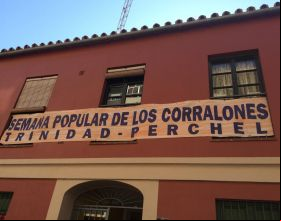 SEMANA POPULAR DE LOS CORRALONES
TRINIDAD - PERCHEL